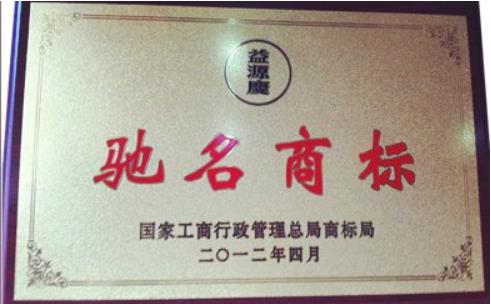 益源慶
驰名商标
国家工商行政管理总局商标局
二〇一二年四月